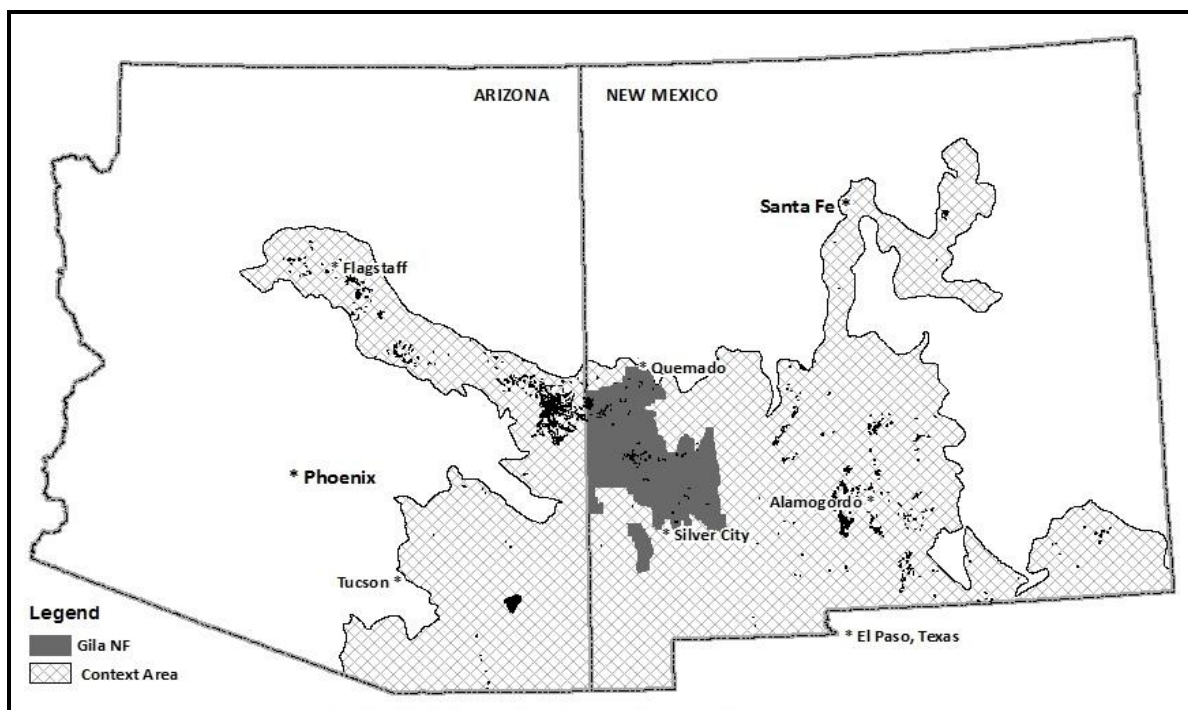 ARIZONA
NEW MEXICO
Santa Fe *
* Flagstaff
* Quemado
* Phoenix
Alamogordo *
* Silver City
Tucson *
Legend
Gila NF
Context Area
* El Paso, Texas